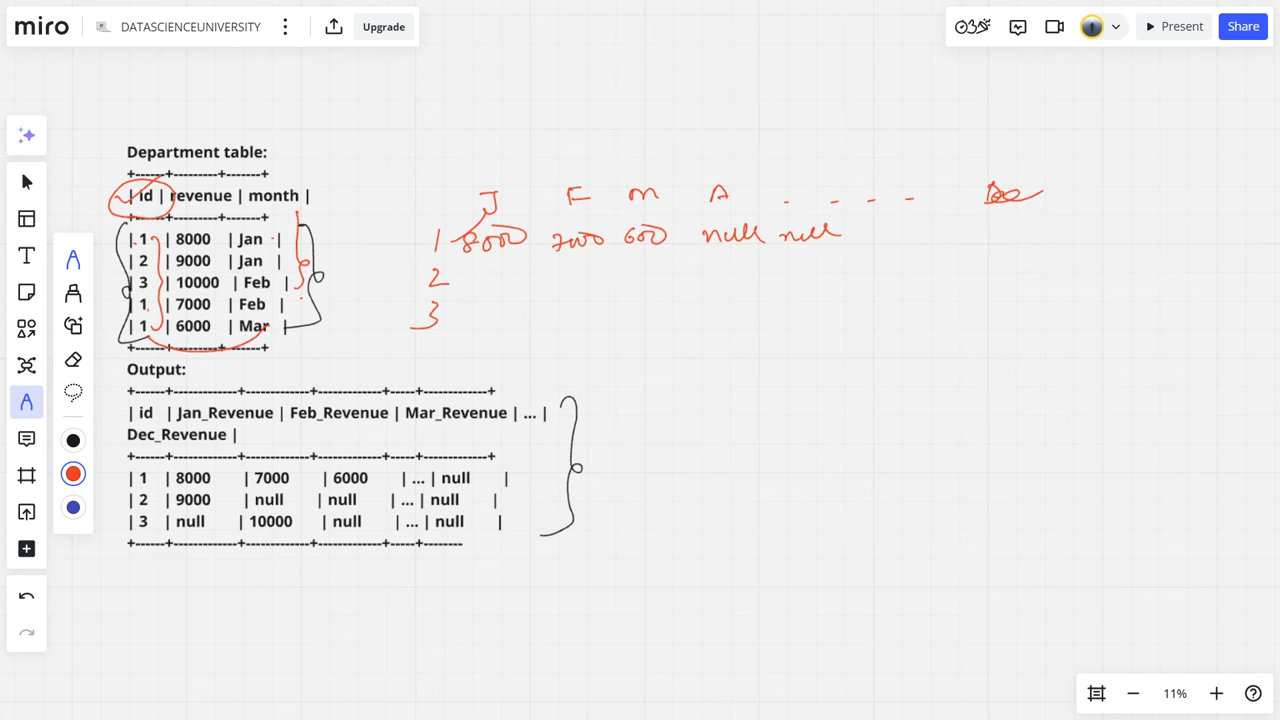 miro DATASCIENCEUNIVERSITY Upgrade Present Share
Department table:
+------+---------+-------+
| id | revenue | month |
+------+---------+-------+
| 1 | 8000 | Jan |
| 2 | 9000 | Jan |
| 3 | 10000 | Feb |
| 1 | 7000 | Feb |
| 1 | 6000 | Mar |
+------+---------+-------+
J F M A . - - -
1 8000 7000 600 null null
2
3
Output:
+------+-------------+-------------+-------------+-----+-------------+
| id | Jan_Revenue | Feb_Revenue | Mar_Revenue | ... |
Dec_Revenue |
+------+-------------+-------------+-------------+-----+-------------+
| 1 | 8000 | 7000 | 6000 | ... | null |
| 2 | 9000 | null | null | ... | null |
| 3 | null | 10000 | null | ... | null |
+------+-------------+-------------+-------------+-----+--------
T
11%